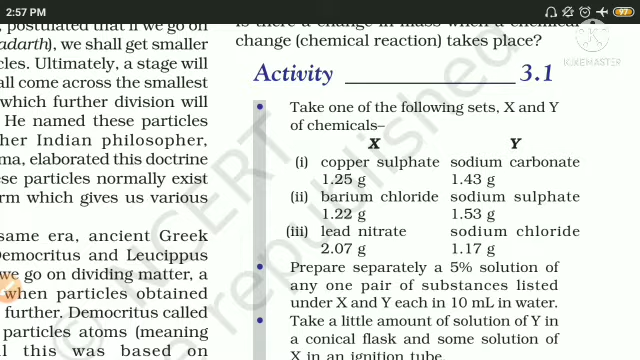 2:57 PM
97
, postulated that if we go on
adarth), we shall get smaller
cles. Ultimately, a stage will
all come across the smallest
which further division will
He named these particles
her Indian philosopher,
ma, elaborated this doctrine
ese particles normally exist
rm which gives us various
same era, ancient Greek
Democritus and Leucippus
we go on dividing matter, a
when particles obtained
further. Democritus called
particles atoms (meaning
l this was based on
Is there a change in mass when a chemical
change (chemical reaction) takes place?
Activity 3.1
• Take one of the following sets, X and Y
of chemicals–
X Y
(i) copper sulphate sodium carbonate
1.25 g 1.43 g
(ii) barium chloride sodium sulphate
1.22 g 1.53 g
(iii) lead nitrate sodium chloride
2.07 g 1.17 g
• Prepare separately a 5% solution of
any one pair of substances listed
under X and Y each in 10 mL in water.
• Take a little amount of solution of Y in
a conical flask and some solution of
X in an ignition tube.
© NCERT
republished
KINEMASTER